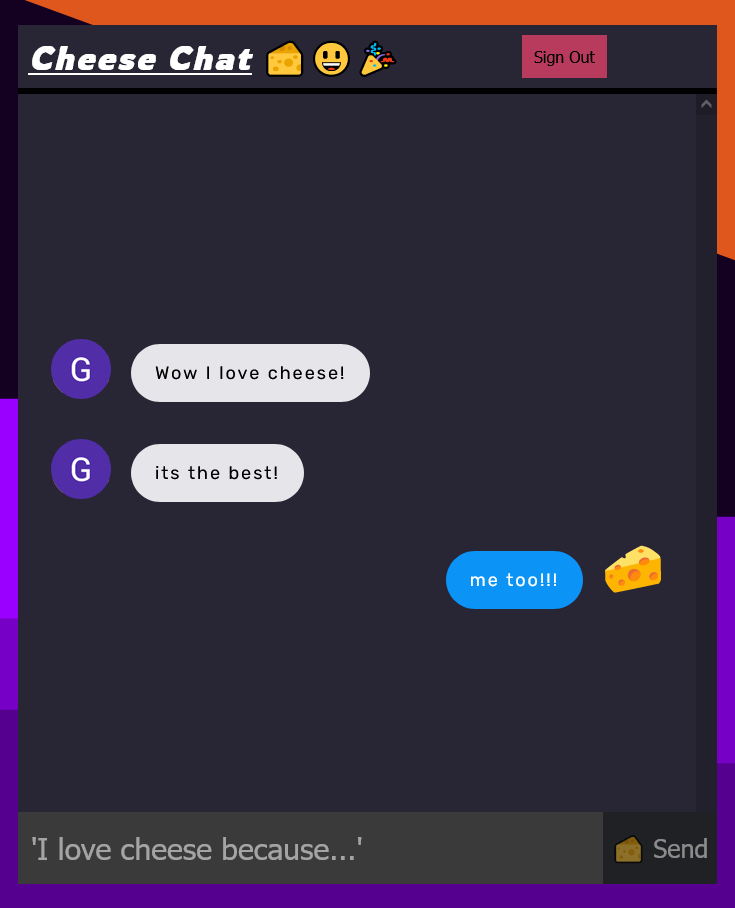 Cheese Chat 🧀😃🎉
Sign Out
G
Wow I love cheese!
G
its the best!
me too!!!
'I love cheese because...'
🧀 Send